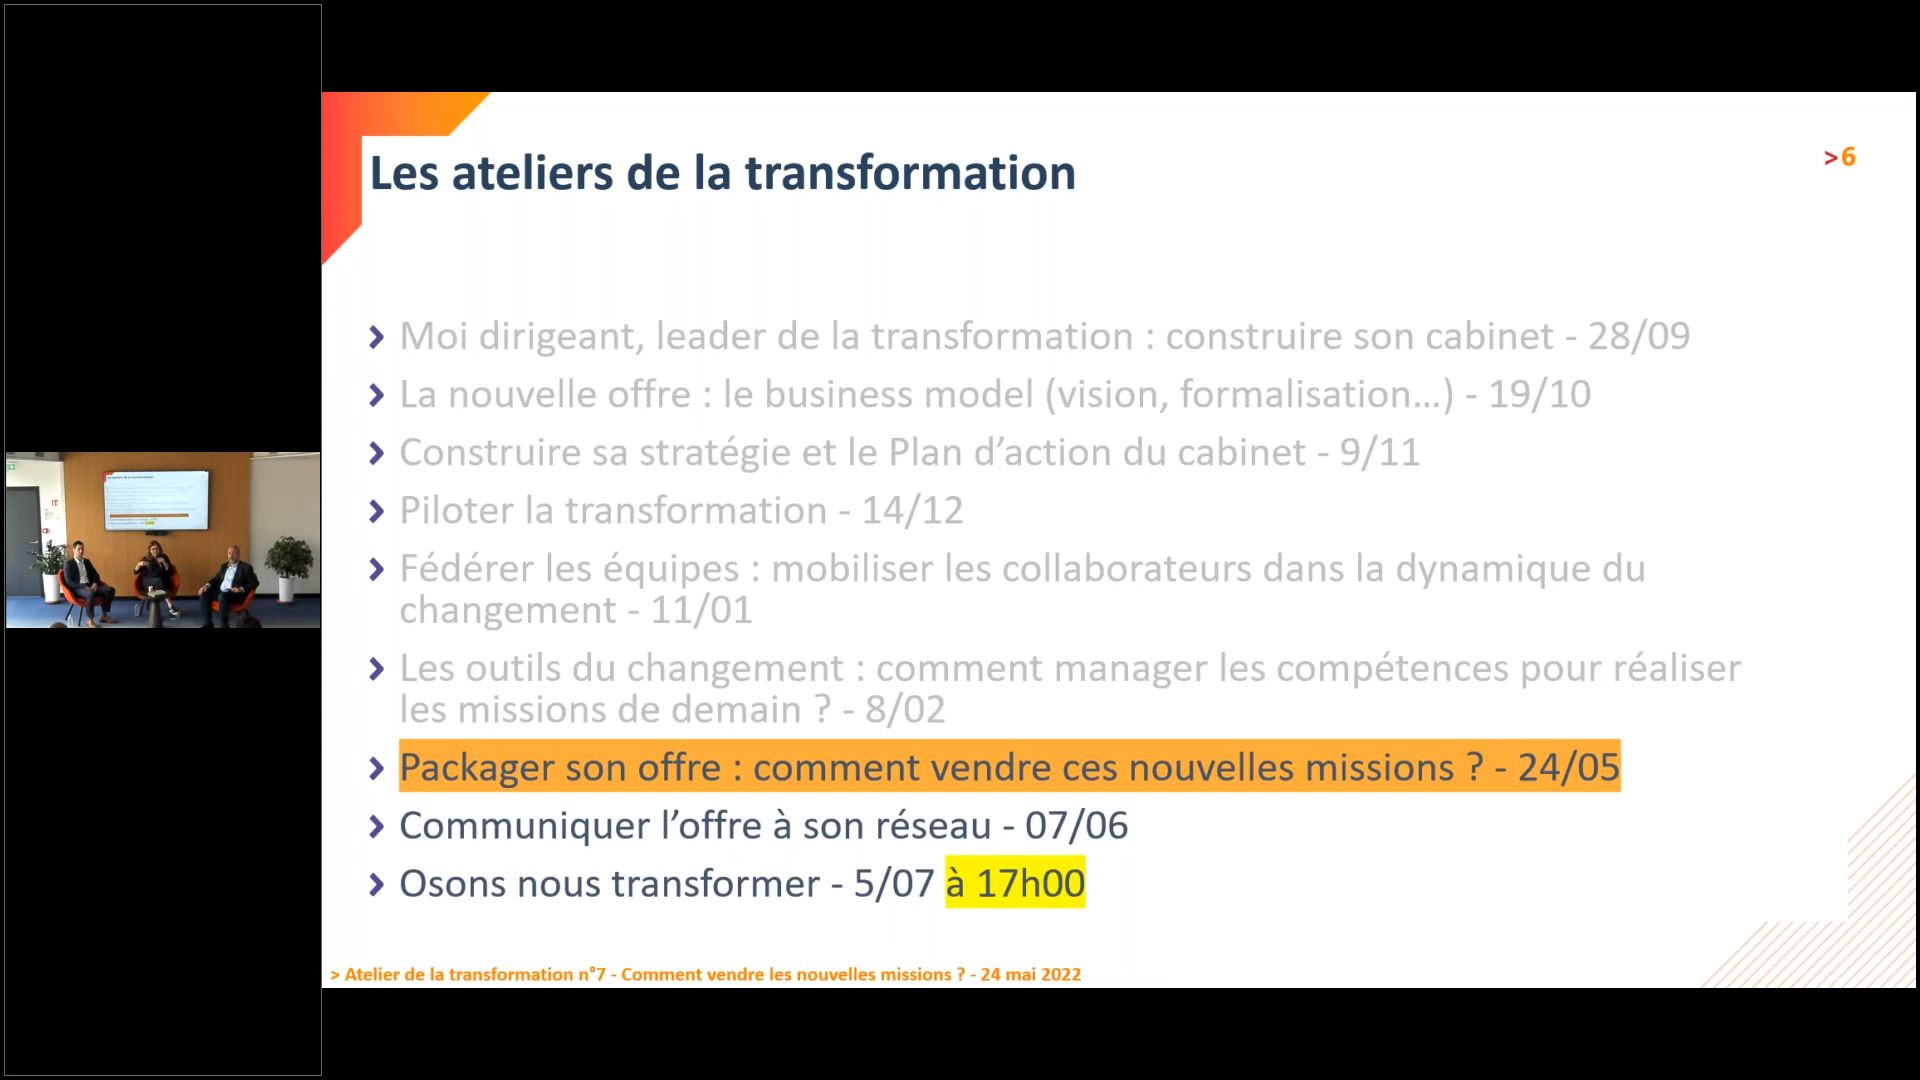 Les ateliers de la transformation
>6
Moi dirigeant, leader de la transformation : construire son cabinet - 28/09
La nouvelle offre : le business model (vision, formalisation...) - 19/10
Construire sa stratégie et le Plan d’action du cabinet - 9/11
Piloter la transformation - 14/12
Fédérer les équipes : mobiliser les collaborateurs dans la dynamique du
changement - 11/01
Les outils du changement : comment manager les compétences pour réaliser
les missions de demain ? - 8/02
Packager son offre : comment vendre ces nouvelles missions ? - 24/05
Communiquer l’offre à son réseau - 07/06
Osons nous transformer - 5/07 à 17h00
> Atelier de la transformation n°7 - Comment vendre les nouvelles missions ? - 24 mai 2022